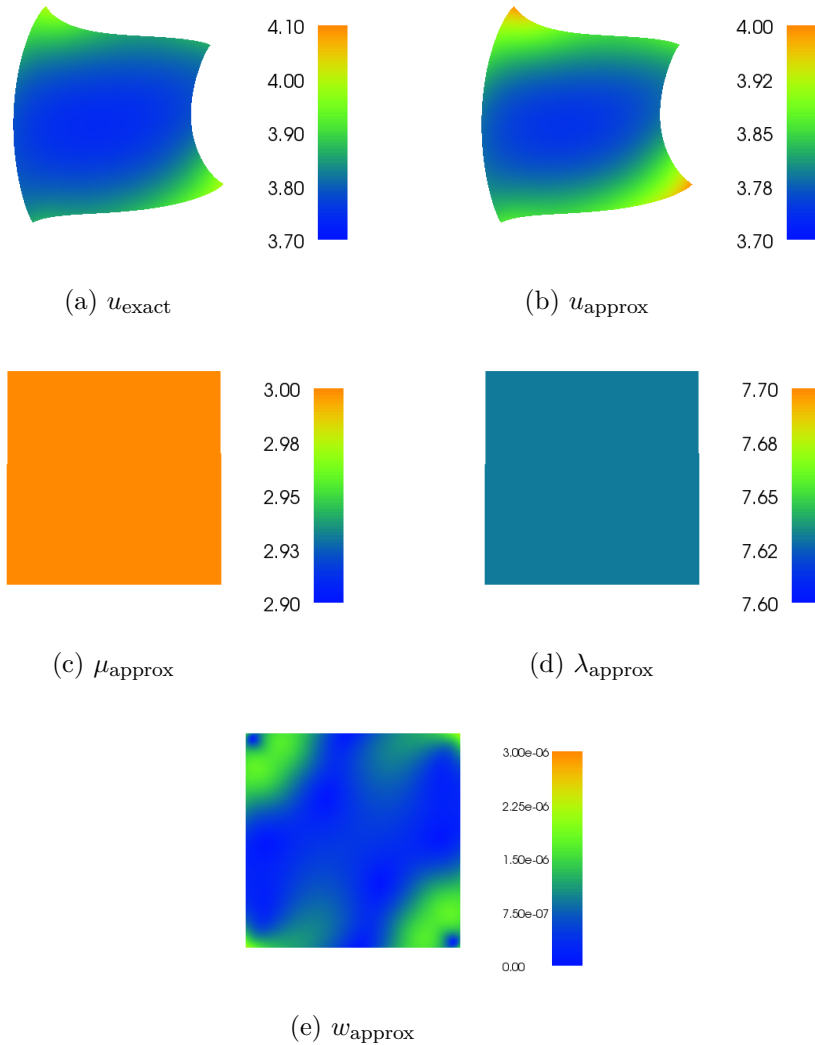 4.10
4.00
3.90
3.80
3.70
4.00
3.92
3.85
3.78
3.70
(a) u_exact
(b) u_approx
3.00
2.98
2.95
2.93
2.90
7.70
7.68
7.65
7.62
7.60
(c) μ_approx
(d) λ_approx
3.00e-06
2.25e-06
1.50e-06
7.50e-07
0.00
(e) w_approx